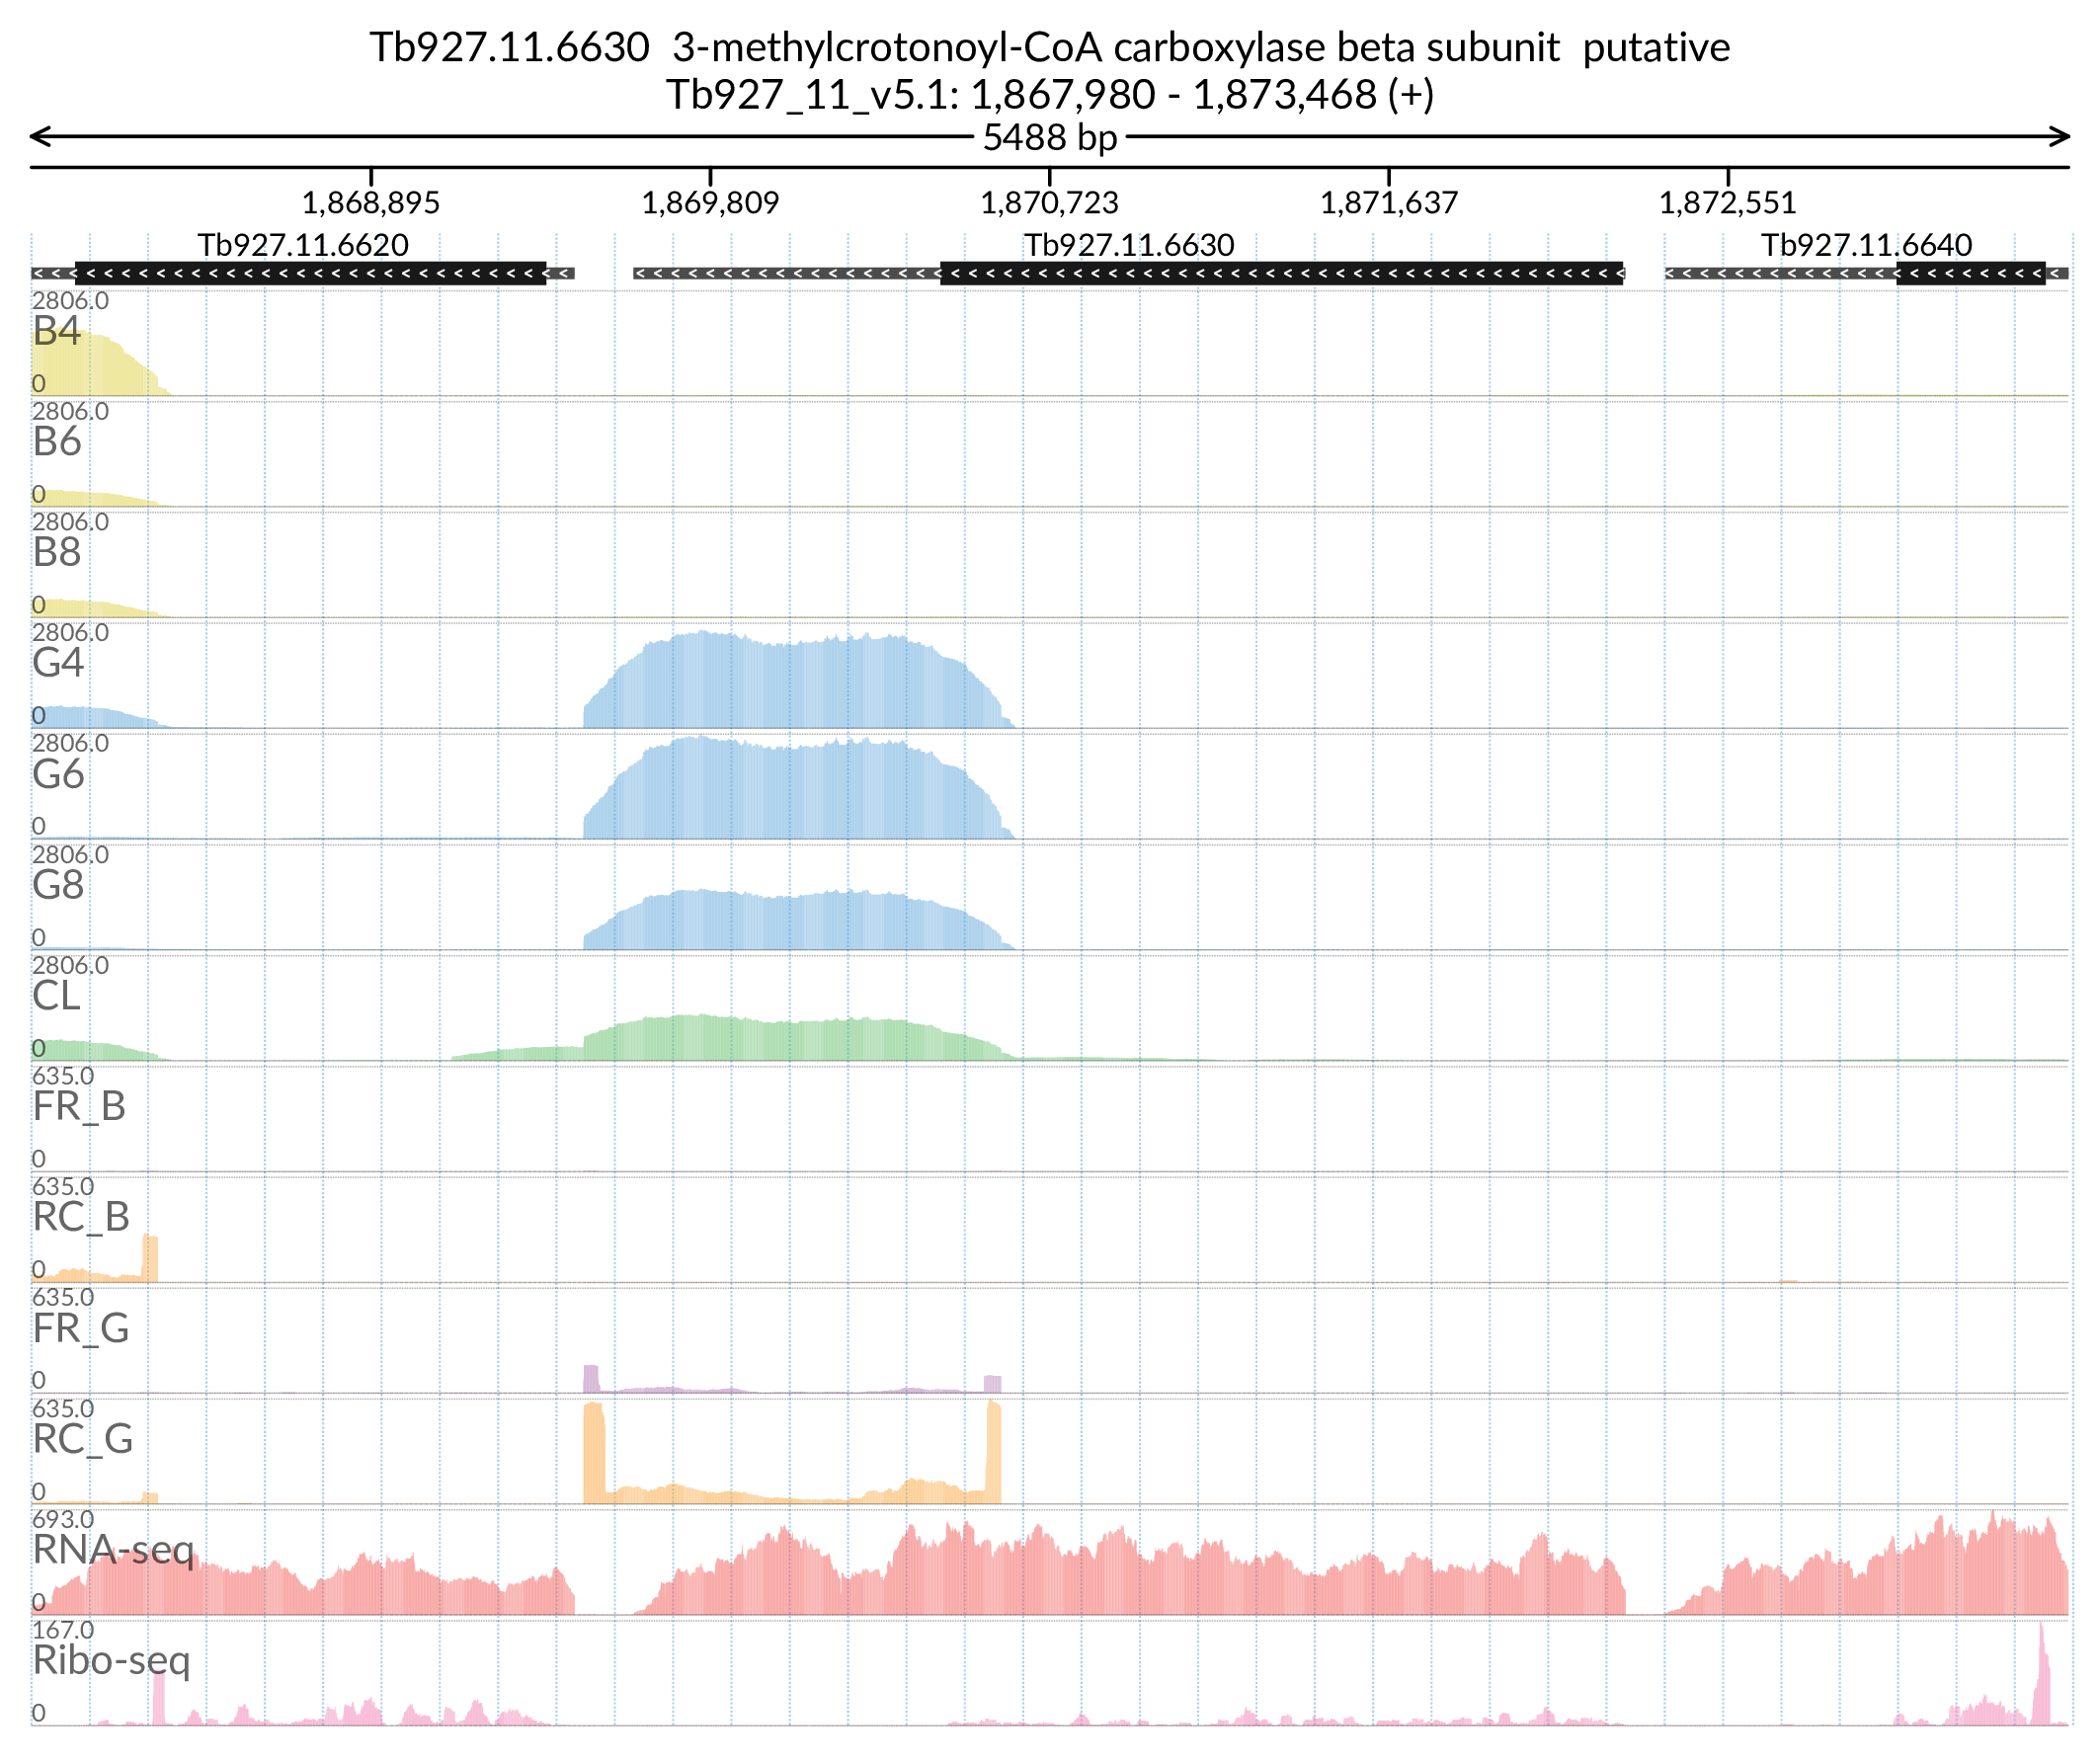 Tb927.11.6630 3-methylcrotonoyl-CoA carboxylase beta subunit putative
Tb927_11_v5.1: 1,867,980 - 1,873,468 (+)
5488 bp
1,868,895 1,869,809 1,870,723 1,871,637 1,872,551
Tb927.11.6620 Tb927.11.6630 Tb927.11.6640
2806.0
B4
0
2806.0
B6
0
2806.0
B8
0
2806.0
G4
0
2806.0
G6
0
2806.0
G8
0
2806.0
CL
0
635.0
FR_B
0
635.0
RC_B
0
635.0
FR_G
0
635.0
RC_G
0
693.0
RNA-seq
0
167.0
Ribo-seq
0